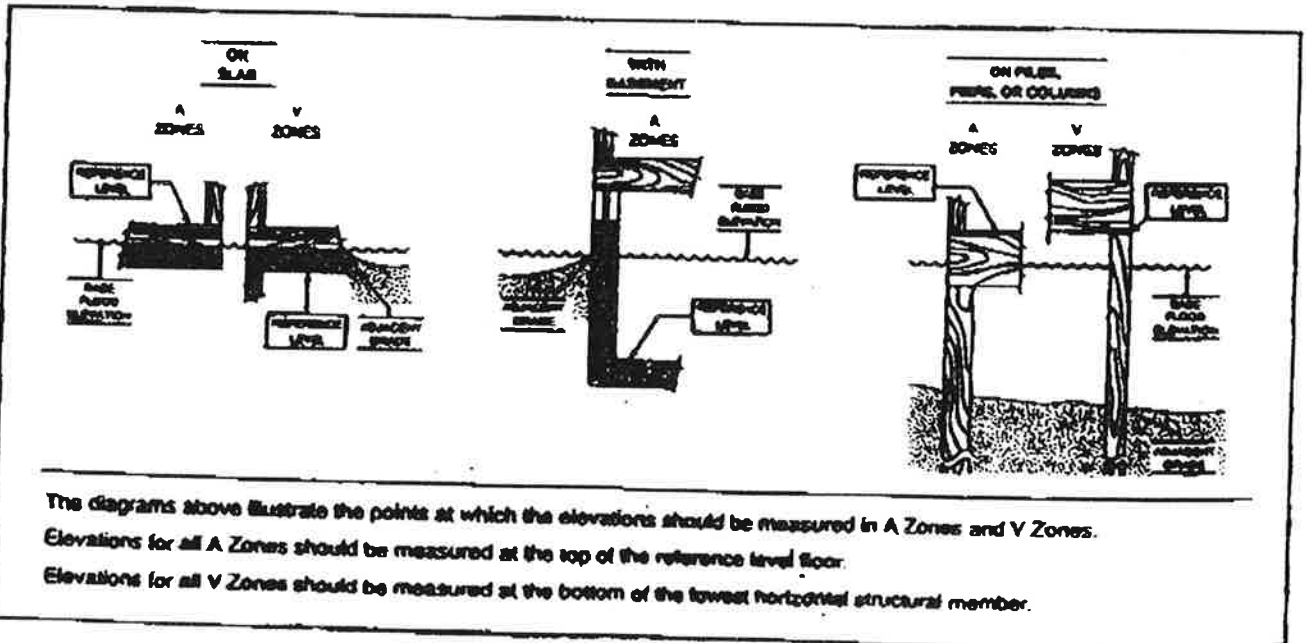 ON
SLAB
A
ZONES
V
ZONES
REFERENCE
LEVEL
BASE
FLOOD
ELEVATION
REFERENCE
LEVEL
ADJACENT
GRADE
WITH
BASEMENT
A
ZONES
BASE
FLOOD
ELEVATION
ADJACENT
GRADE
REFERENCE
LEVEL
ON PILES,
PIERS, OR COLUMNS
A
ZONES
V
ZONES
REFERENCE
LEVEL
REFERENCE
LEVEL
BASE
FLOOD
ELEVATION
ADJACENT
GRADE
The diagrams above illustrate the points at which the elevations should be measured in A Zones and V Zones.
Elevations for all A Zones should be measured at the top of the reference level floor.
Elevations for all V Zones should be measured at the bottom of the lowest horizontal structural member.